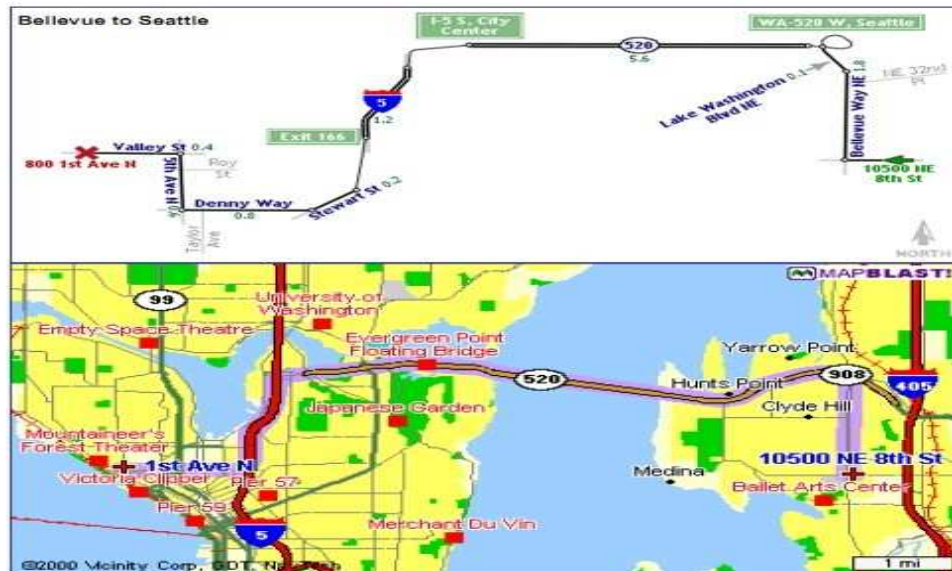 Bellevue to Seattle
I-5 S, City
Center
WA-520 W, Seattle
520
5.6
Lake Washington 0.1
Blvd NE
Bellevue Way NE 1.8
NE 32nd
Pl
5
1.2
Exit 166
Valley St 0.4
800 1st Ave N
Roy
St
5th Ave N
Denny Way
0.8
Stewart St 0.2
Taylor
Ave
10500 NE
8th St
NORTH
MAPBLAST!
99
University of
Washington
Empty Space Theatre
Evergreen Point
Floating Bridge
Yarrow Point
520
Hunts Point
908
405
Japanese Garden
Clyde Hill
Mountaineer's
Forest Theater
1st Ave N
10500 NE 8th St
Victoria Clipper
Pier 57
Medina
Ballet Arts Center
Pier 59
5
Merchant Du Vin
©2000 Vicinity Corp, GDT,
1 mi